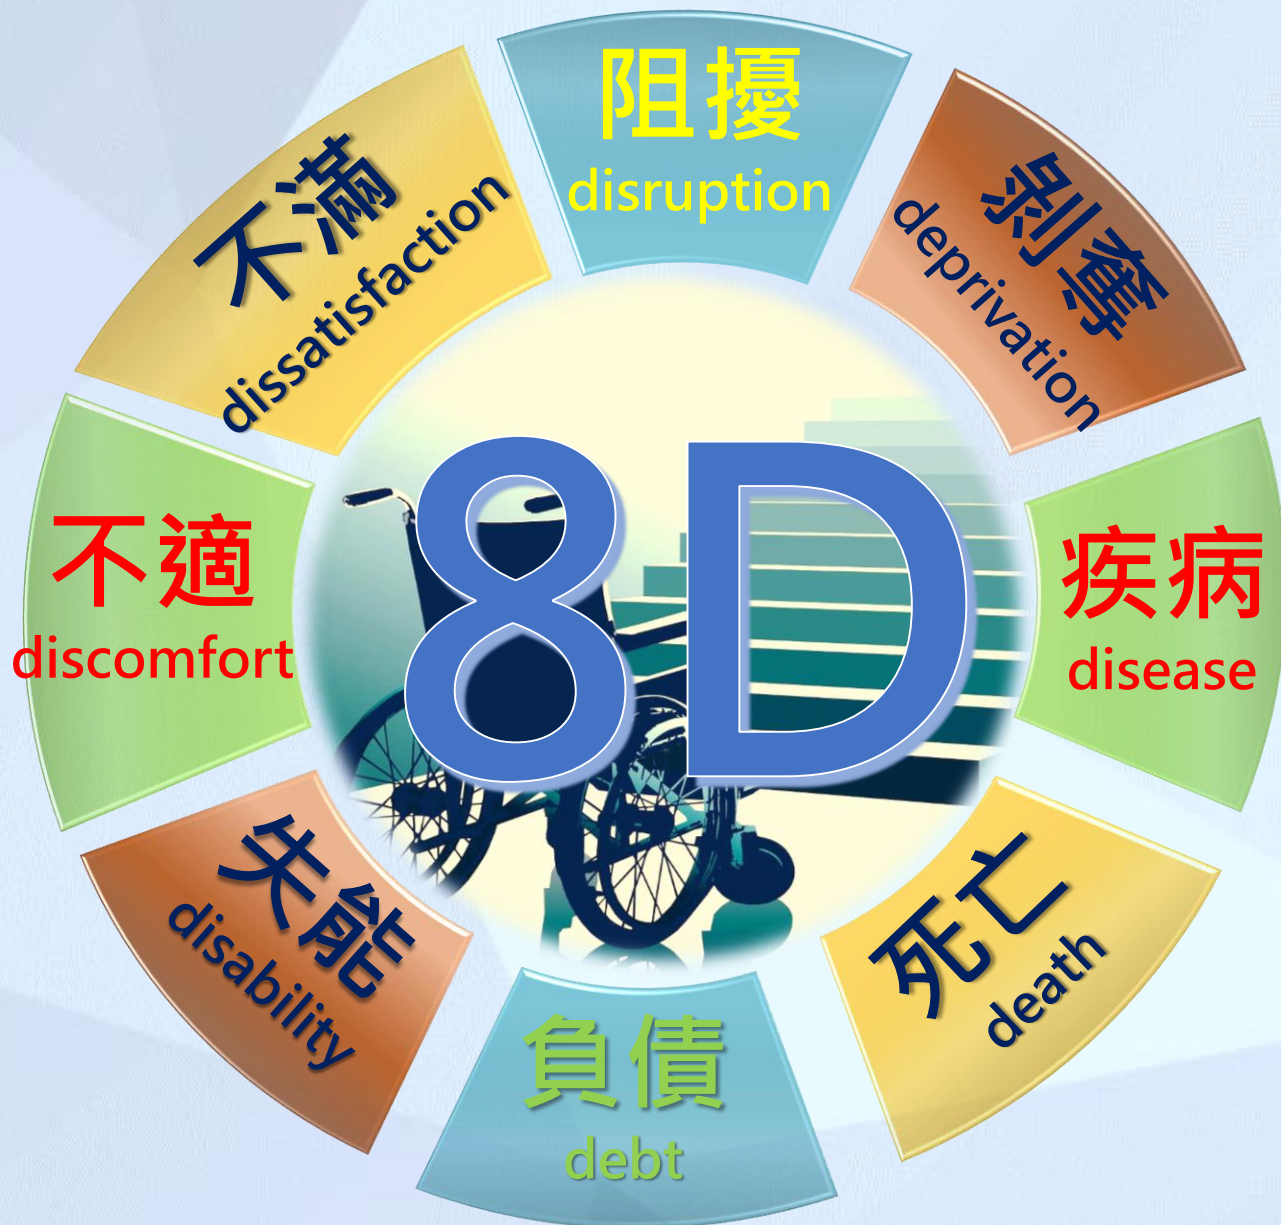 阻擾
disruption
剝奪
deprivation
疾病
disease
死亡
death
負債
debt
失能
disability
不適
discomfort
不滿
dissatisfaction
8D